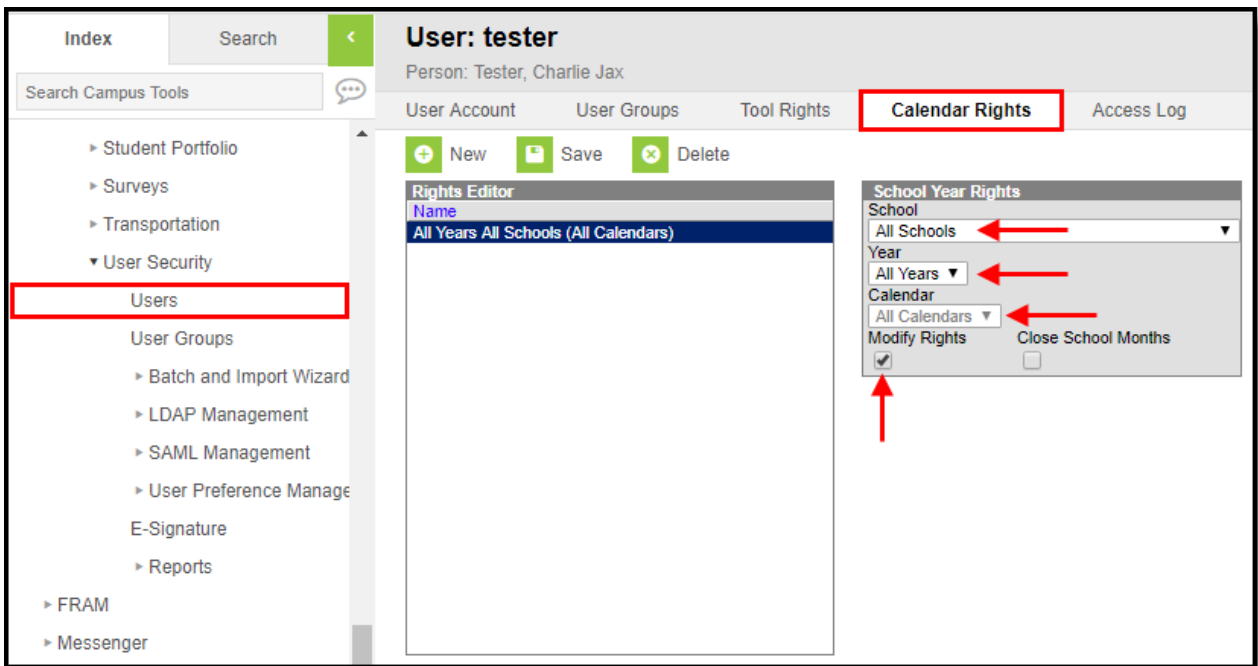 Index
Search
Search Campus Tools
Student Portfolio
Surveys
Transportation
User Security
Users
User Groups
Batch and Import Wizard
LDAP Management
SAML Management
User Preference Manage
E-Signature
Reports
FRAM
Messenger
User: tester
Person: Tester, Charlie Jax
User Account User Groups Tool Rights Calendar Rights Access Log
New Save Delete
Rights Editor
Name
All Years All Schools (All Calendars)
School Year Rights
School
All Schools
Year
All Years
Calendar
All Calendars
Modify Rights Close School Months